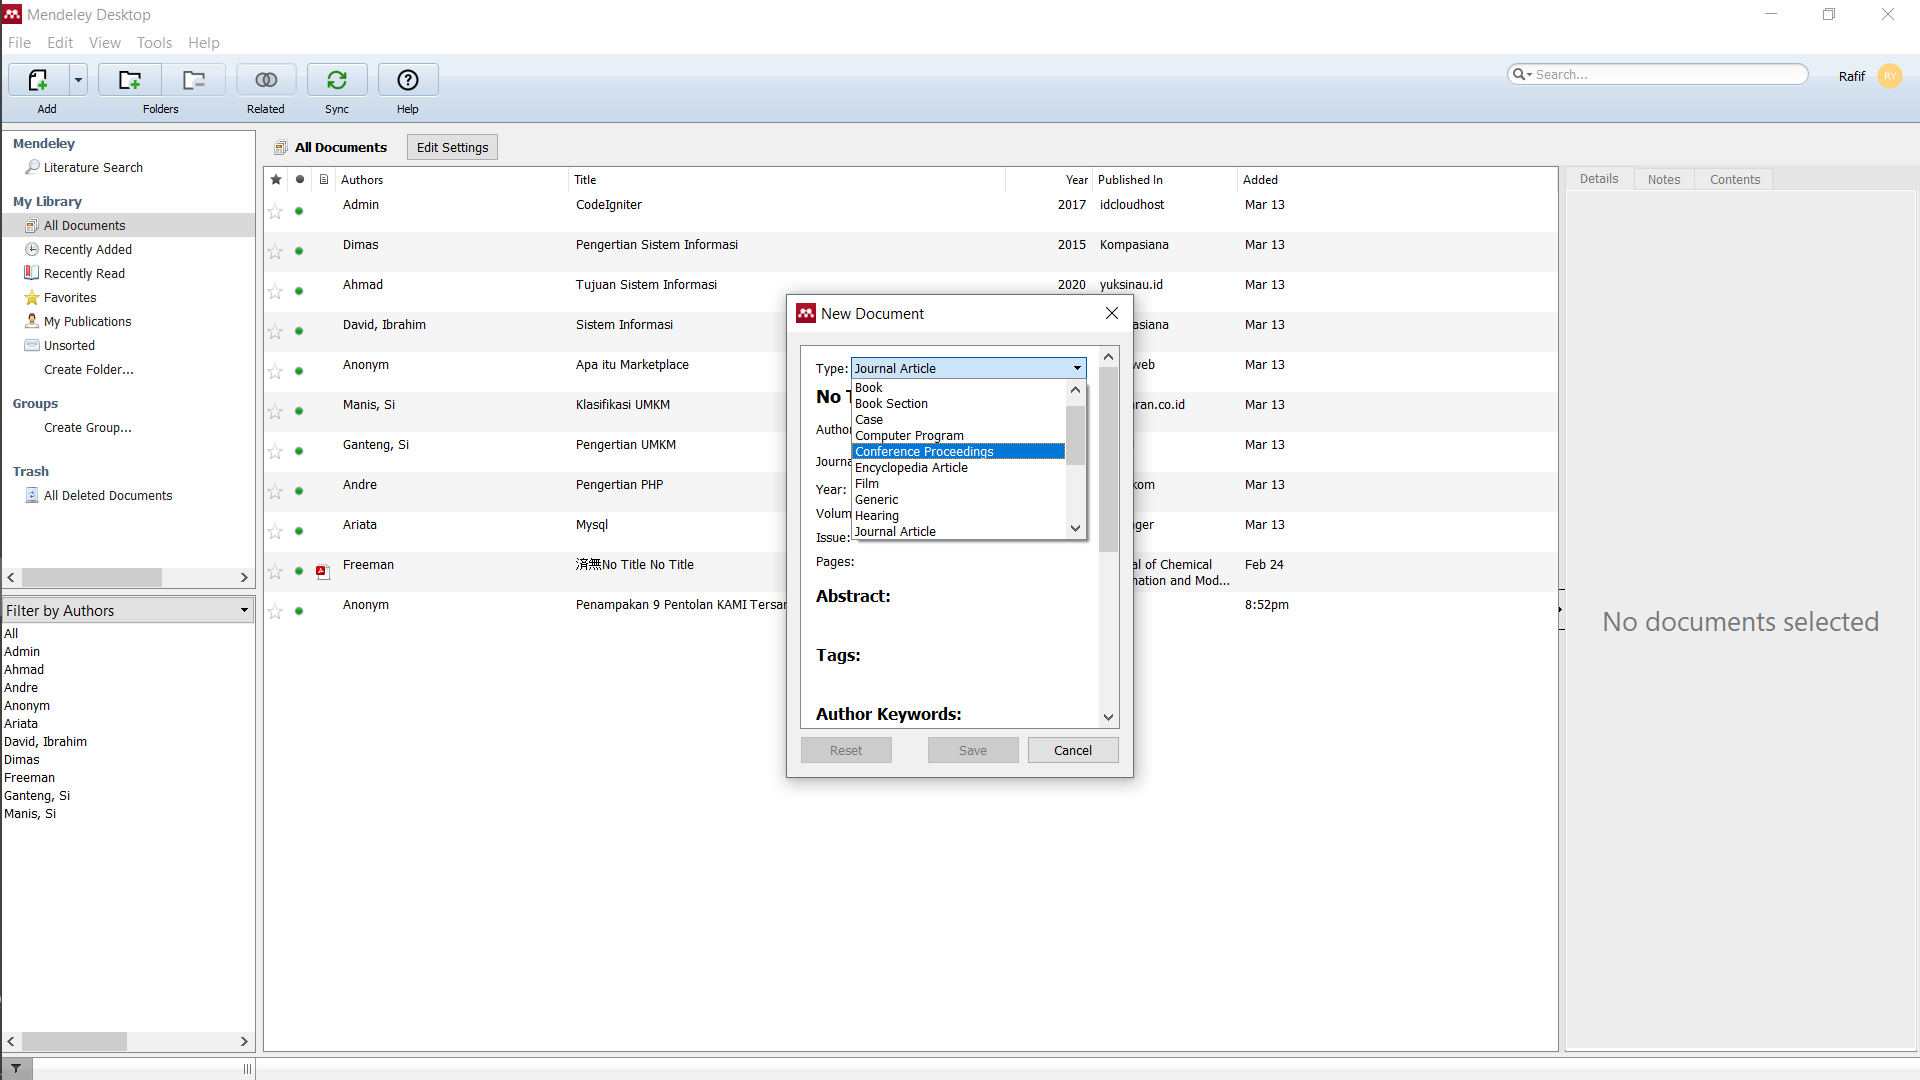 Mendeley Desktop
File Edit View Tools Help
Search...
Rafif RY
Add Folders Related Sync Help
Mendeley
Literature Search
My Library
All Documents
Recently Added
Recently Read
Favorites
My Publications
Unsorted
Create Folder...
Groups
Create Group...
Trash
All Deleted Documents
Filter by Authors
All
Admin
Ahmad
Andre
Anonym
Ariata
David, Ibrahim
Dimas
Freeman
Ganteng, Si
Manis, Si
All Documents Edit Settings
Authors Title Year Published In Added
Admin CodeIgniter 2017 idcloudhost Mar 13
Dimas Pengertian Sistem Informasi 2015 Kompasiana Mar 13
Ahmad Tujuan Sistem Informasi 2020 yuksinau.id Mar 13
David, Ibrahim Sistem Informasi asiana Mar 13
Anonym Apa itu Marketplace web Mar 13
Manis, Si Klasifikasi UMKM ran.co.id Mar 13
Ganteng, Si Pengertian UMKM Mar 13
Andre Pengertian PHP kom Mar 13
Ariata Mysql ger Mar 13
Freeman 済無No Title No Title al of Chemical Feb 24
nation and Mod...
Anonym Penampakan 9 Pentolan KAMI Tersan 8:52pm
New Document
Type: Journal Article
Book
Book Section
Case
Computer Program
Conference Proceedings
Encyclopedia Article
Film
Generic
Hearing
Journal Article
No T
Autho
Journa
Year:
Volum
Issue:
Pages:
Abstract:
Tags:
Author Keywords:
Reset Save Cancel
Details Notes Contents
No documents selected